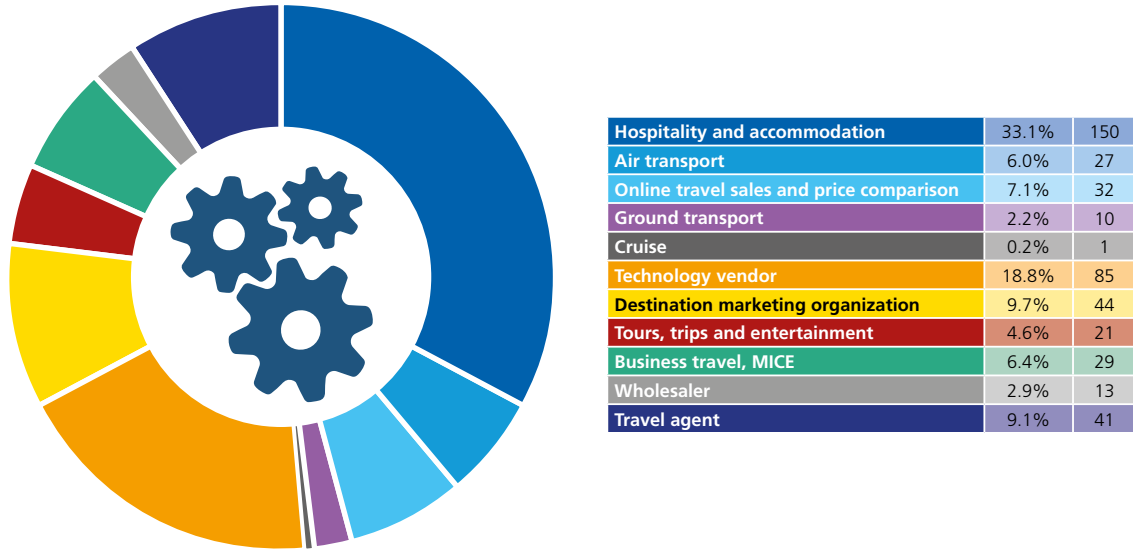 Hospitality and accommodation 33.1% 150
Air transport 6.0% 27
Online travel sales and price comparison 7.1% 32
Ground transport 2.2% 10
Cruise 0.2% 1
Technology vendor 18.8% 85
Destination marketing organization 9.7% 44
Tours, trips and entertainment 4.6% 21
Business travel, MICE 6.4% 29
Wholesaler 2.9% 13
Travel agent 9.1% 41